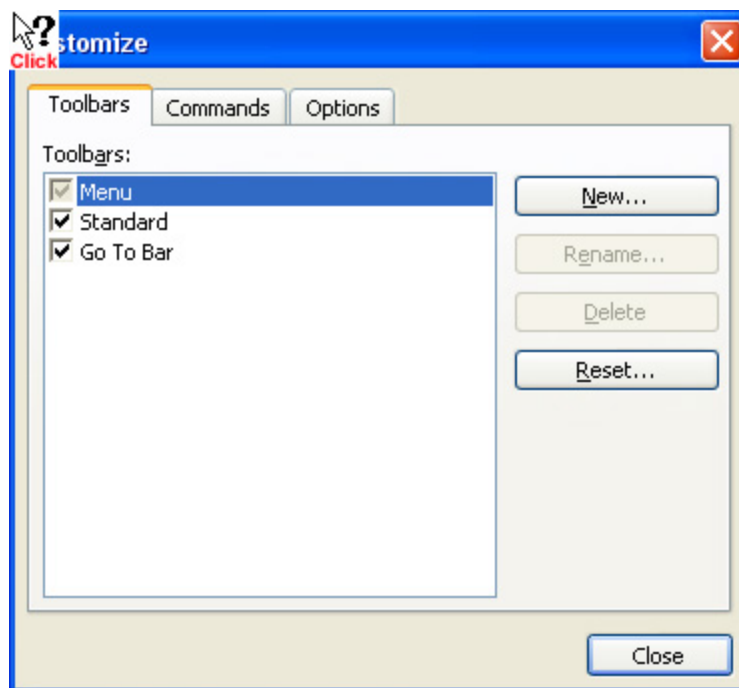 ?
Click
stomize
Toolbars Commands Options
Toolbars:
Menu
Standard
Go To Bar
New...
Rename...
Delete
Reset...
Close